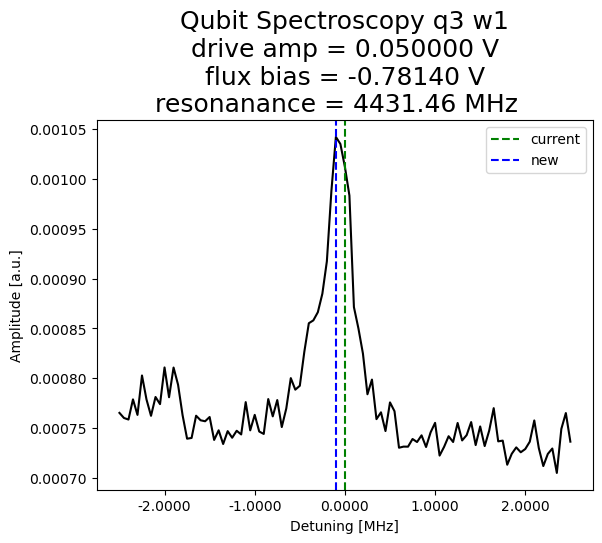 Qubit Spectroscopy q3 w1
drive amp = 0.050000 V
flux bias = -0.78140 V
resonanance = 4431.46 MHz
current
new
0.00105
0.00100
0.00095
0.00090
0.00085
0.00080
0.00075
0.00070
Amplitude [a.u.]
-2.0000 -1.0000 0.0000 1.0000 2.0000
Detuning [MHz]